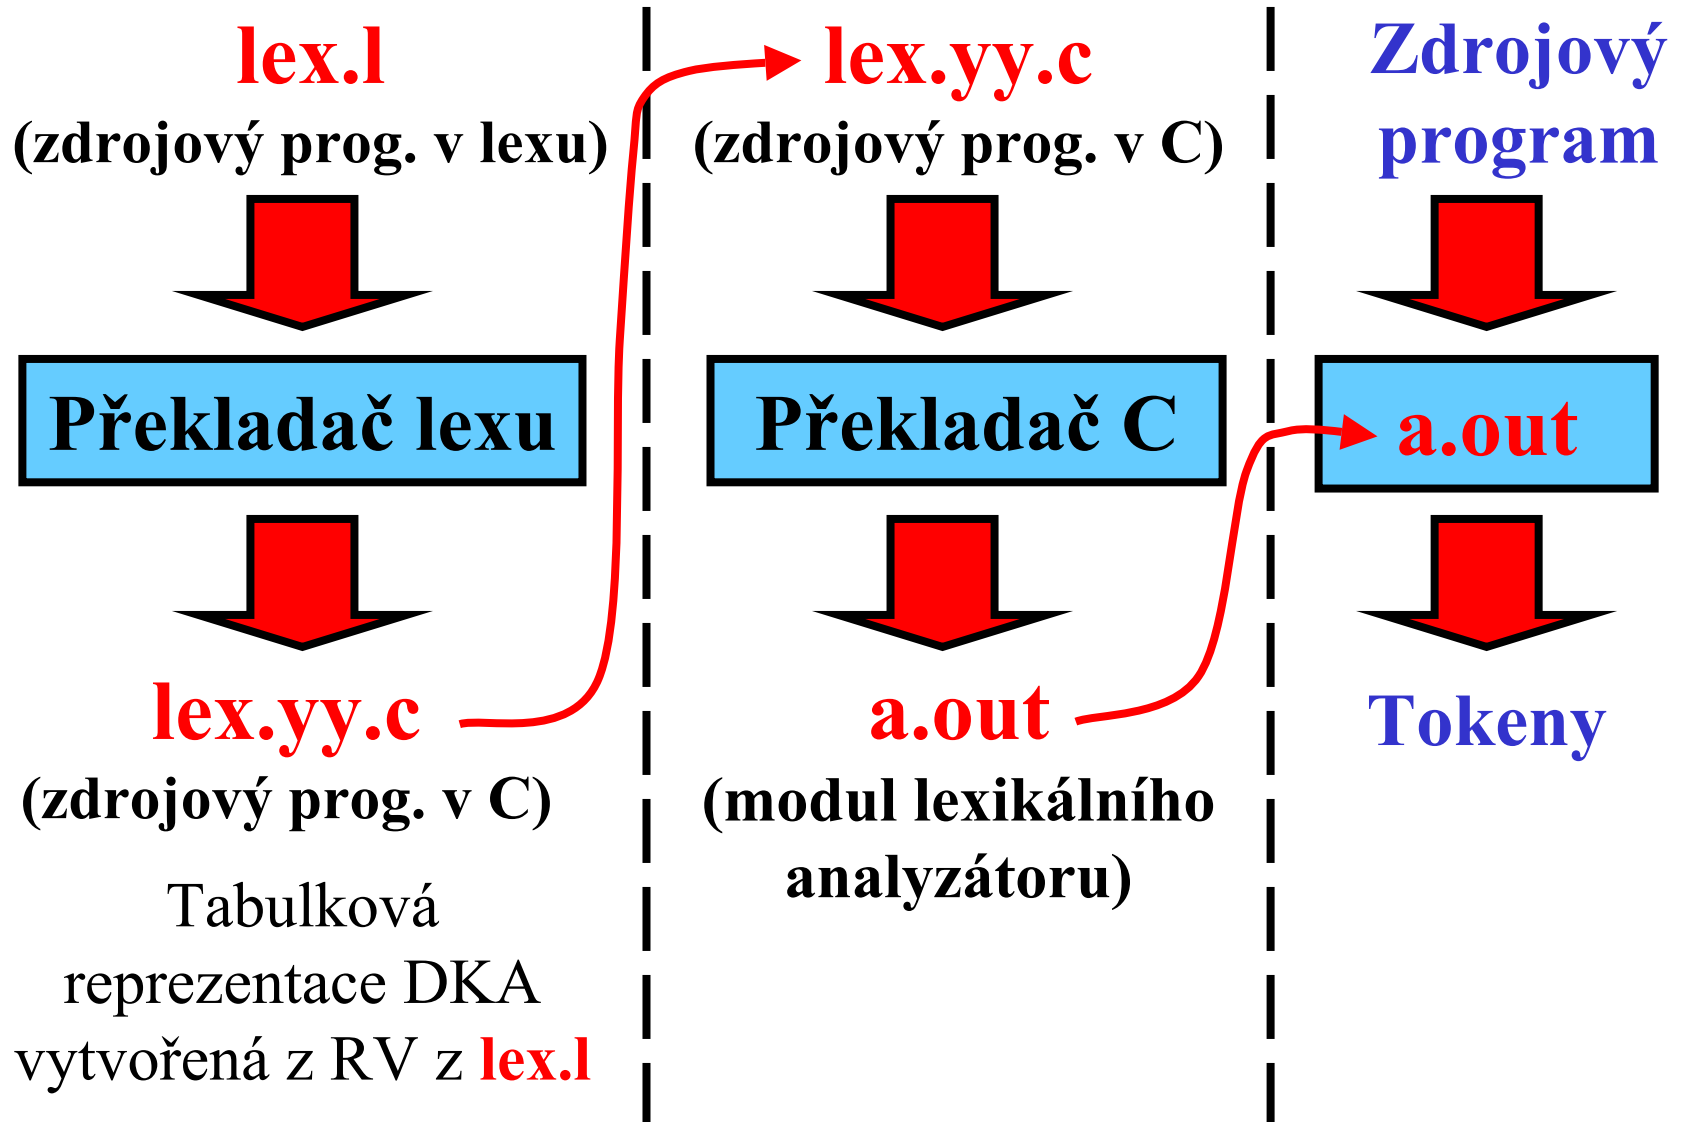 lex.l
(zdrojový prog. v lexu)
Překladač lexu
lex.yy.c
(zdrojový prog. v C)
Tabulková
reprezentace DKA
vytvořená z RV z lex.l
lex.yy.c
(zdrojový prog. v C)
Překladač C
a.out
(modul lexikálního
analyzátoru)
Zdrojový
program
a.out
Tokeny